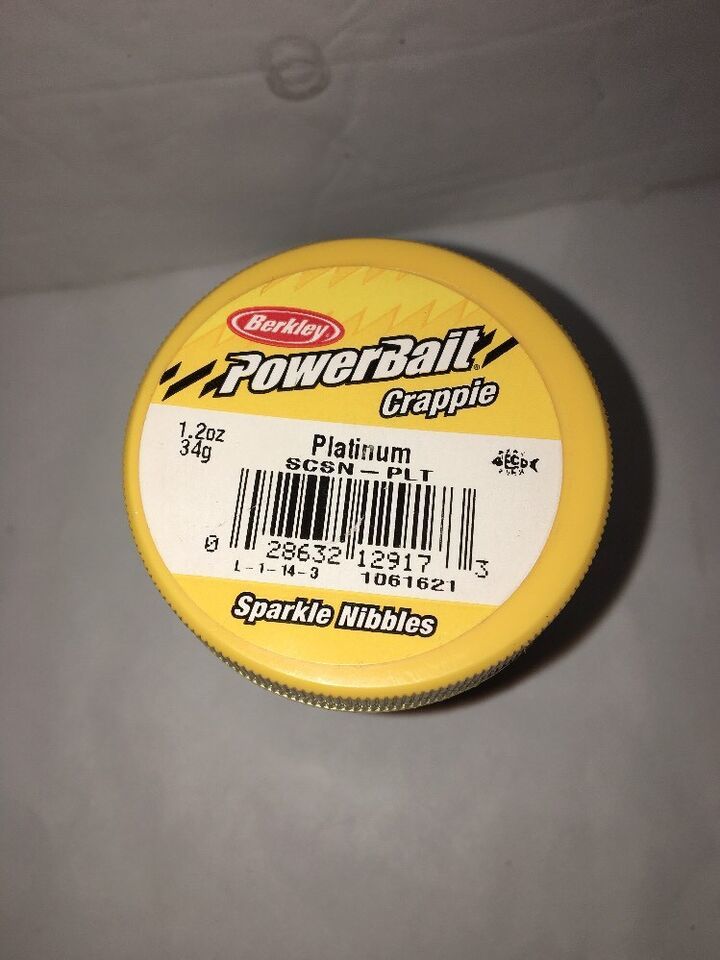 Berkley
PowerBait®
Crappie
1.2oz
34g
Platinum
SCSN - PLT
0 28632 12917 3
L-1-14-3 1061621
Sparkle Nibbles